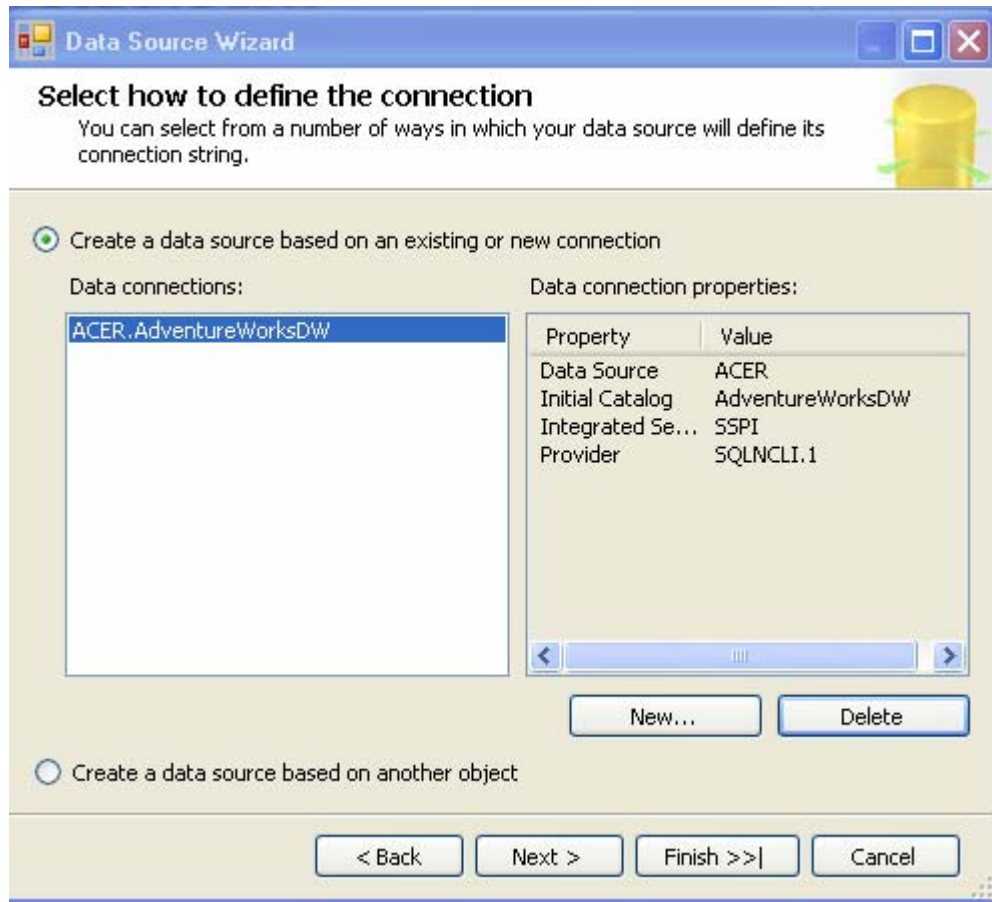 Data Source Wizard
Select how to define the connection
You can select from a number of ways in which your data source will define its
connection string.
Create a data source based on an existing or new connection
Data connections:
ACER.AdventureWorksDW
Data connection properties:
Property Value
Data Source ACER
Initial Catalog AdventureWorksDW
Integrated Se... SSPI
Provider SQLNCLI.1
New... Delete
Create a data source based on another object
< Back Next > Finish >>| Cancel